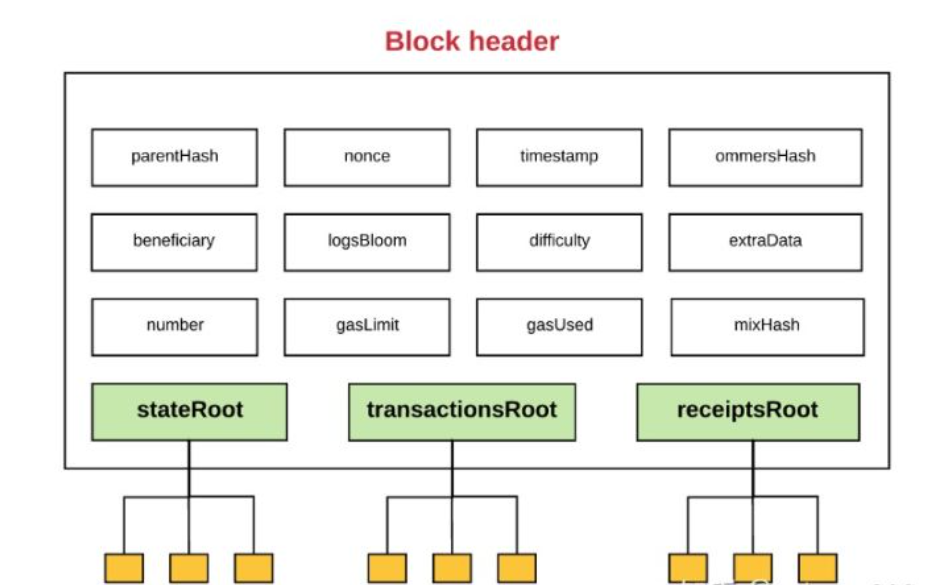 Block header
parentHash nonce timestamp ommersHash
beneficiary logsBloom difficulty extraData
number gasLimit gasUsed mixHash
stateRoot transactionsRoot receiptsRoot